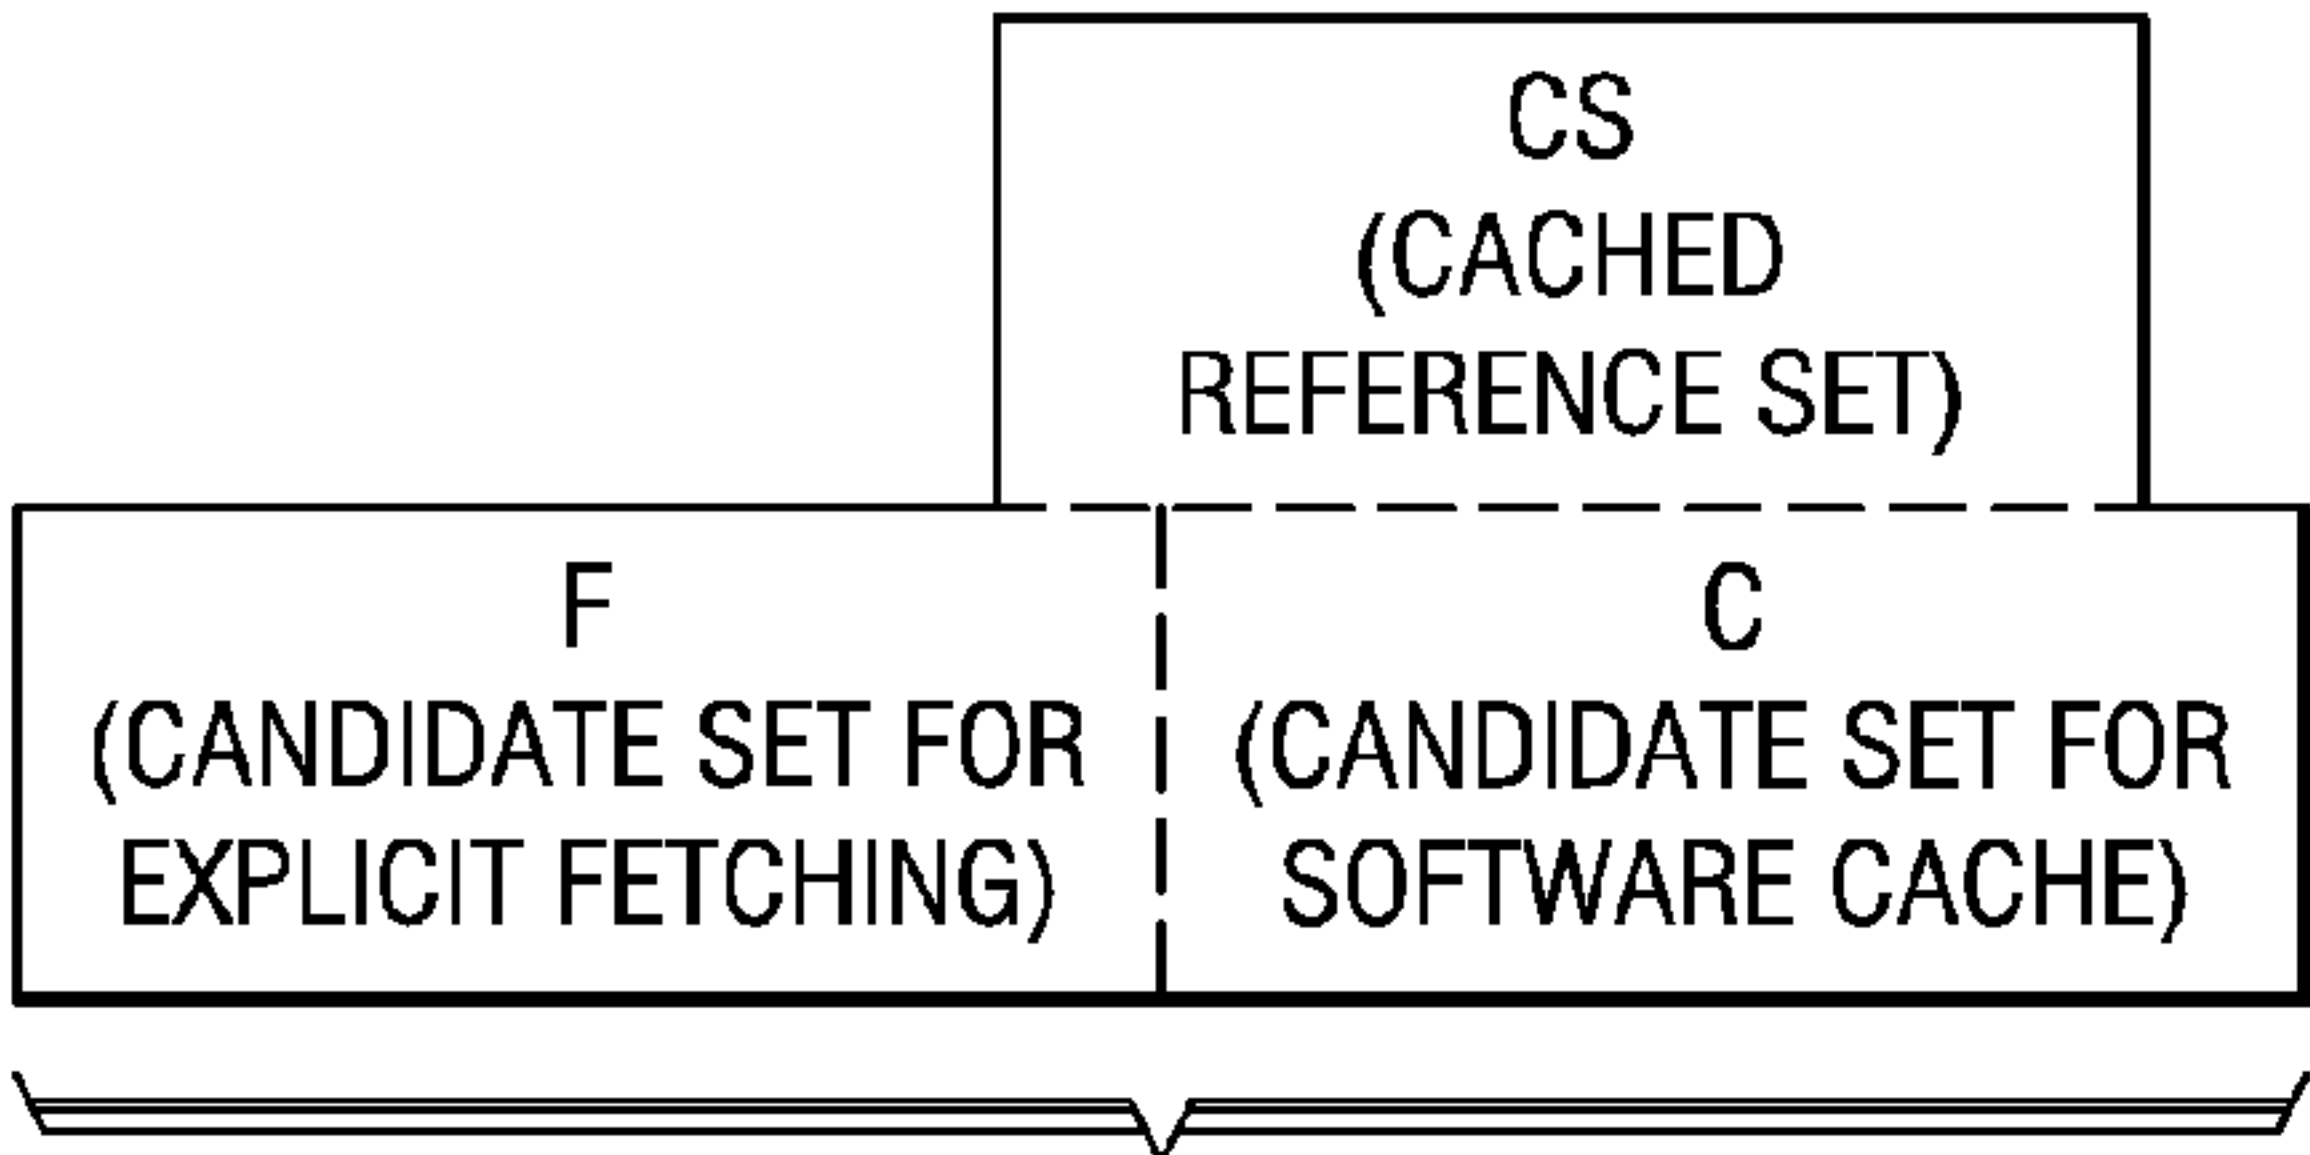 CS
(CACHED
REFERENCE SET)
F
(CANDIDATE SET FOR
EXPLICIT FETCHING)
C
(CANDIDATE SET FOR
SOFTWARE CACHE)